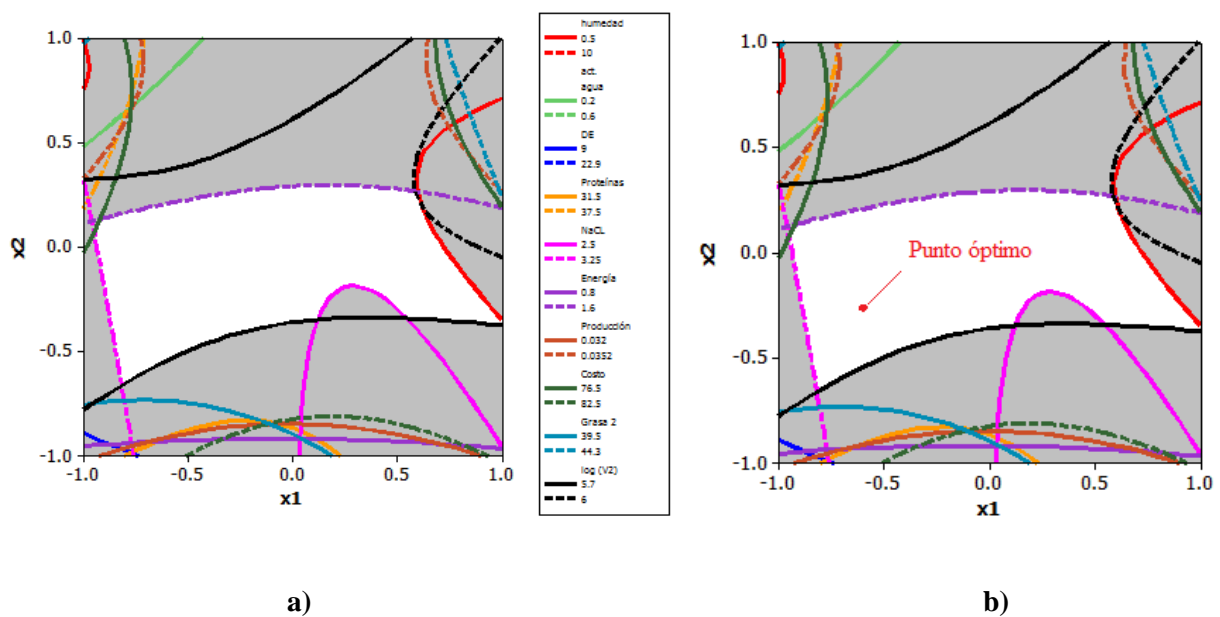 1.0
0.5
0.0
-0.5
-1.0
x2
-1.0 -0.5 0.0 0.5 1.0
x1
humedad
0.5
10
act.
agua
0.2
0.6
DE
9
22.9
Proteínas
31.5
37.5
NaCL
2.5
3.25
Energía
0.8
1.6
Producción
0.032
0.0352
Costo
76.5
82.5
Grasa 2
39.5
44.3
log (V2)
5.7
6
1.0
0.5
0.0
-0.5
-1.0
x2
Punto óptimo
-1.0 -0.5 0.0 0.5 1.0
x1
a) b)